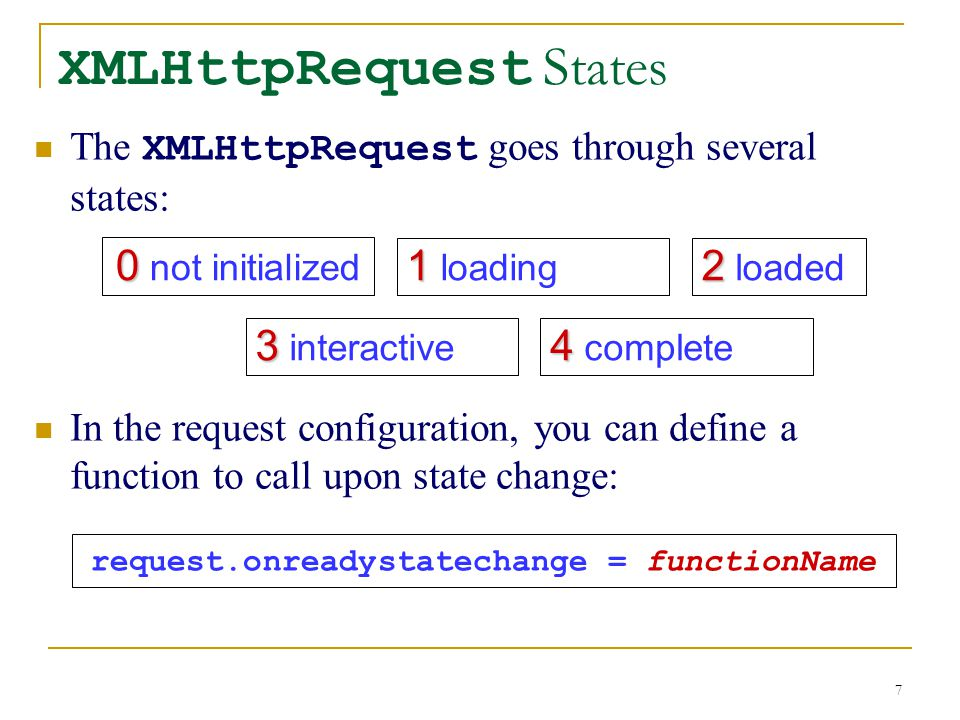 XMLHttpRequest States
The XMLHttpRequest goes through several
states:
0 not initialized
1 loading
2 loaded
3 interactive
4 complete
In the request configuration, you can define a
function to call upon state change:
request.onreadystatechange = functionName
7